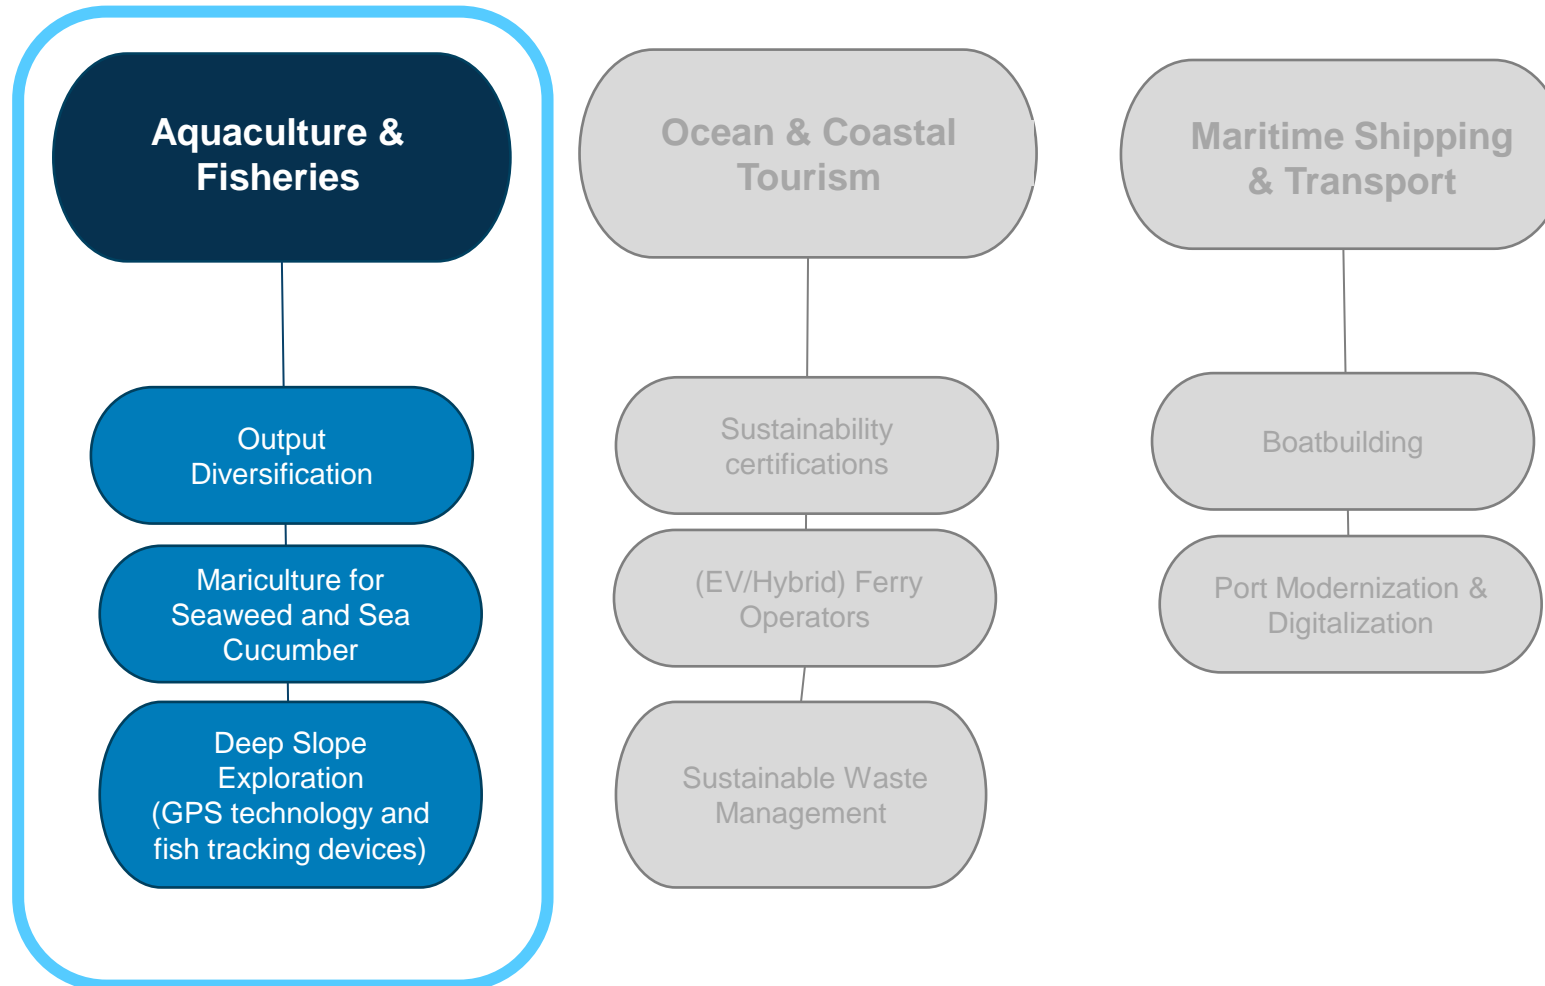 Aquaculture &
Fisheries
Output
Diversification
Mariculture for
Seaweed and Sea
Cucumber
Deep Slope
Exploration
(GPS technology and
fish tracking devices)
Ocean & Coastal
Tourism
Sustainability
certifications
(EV/Hybrid) Ferry
Operators
Sustainable Waste
Management
Maritime Shipping
& Transport
Boatbuilding
Port Modernization &
Digitalization